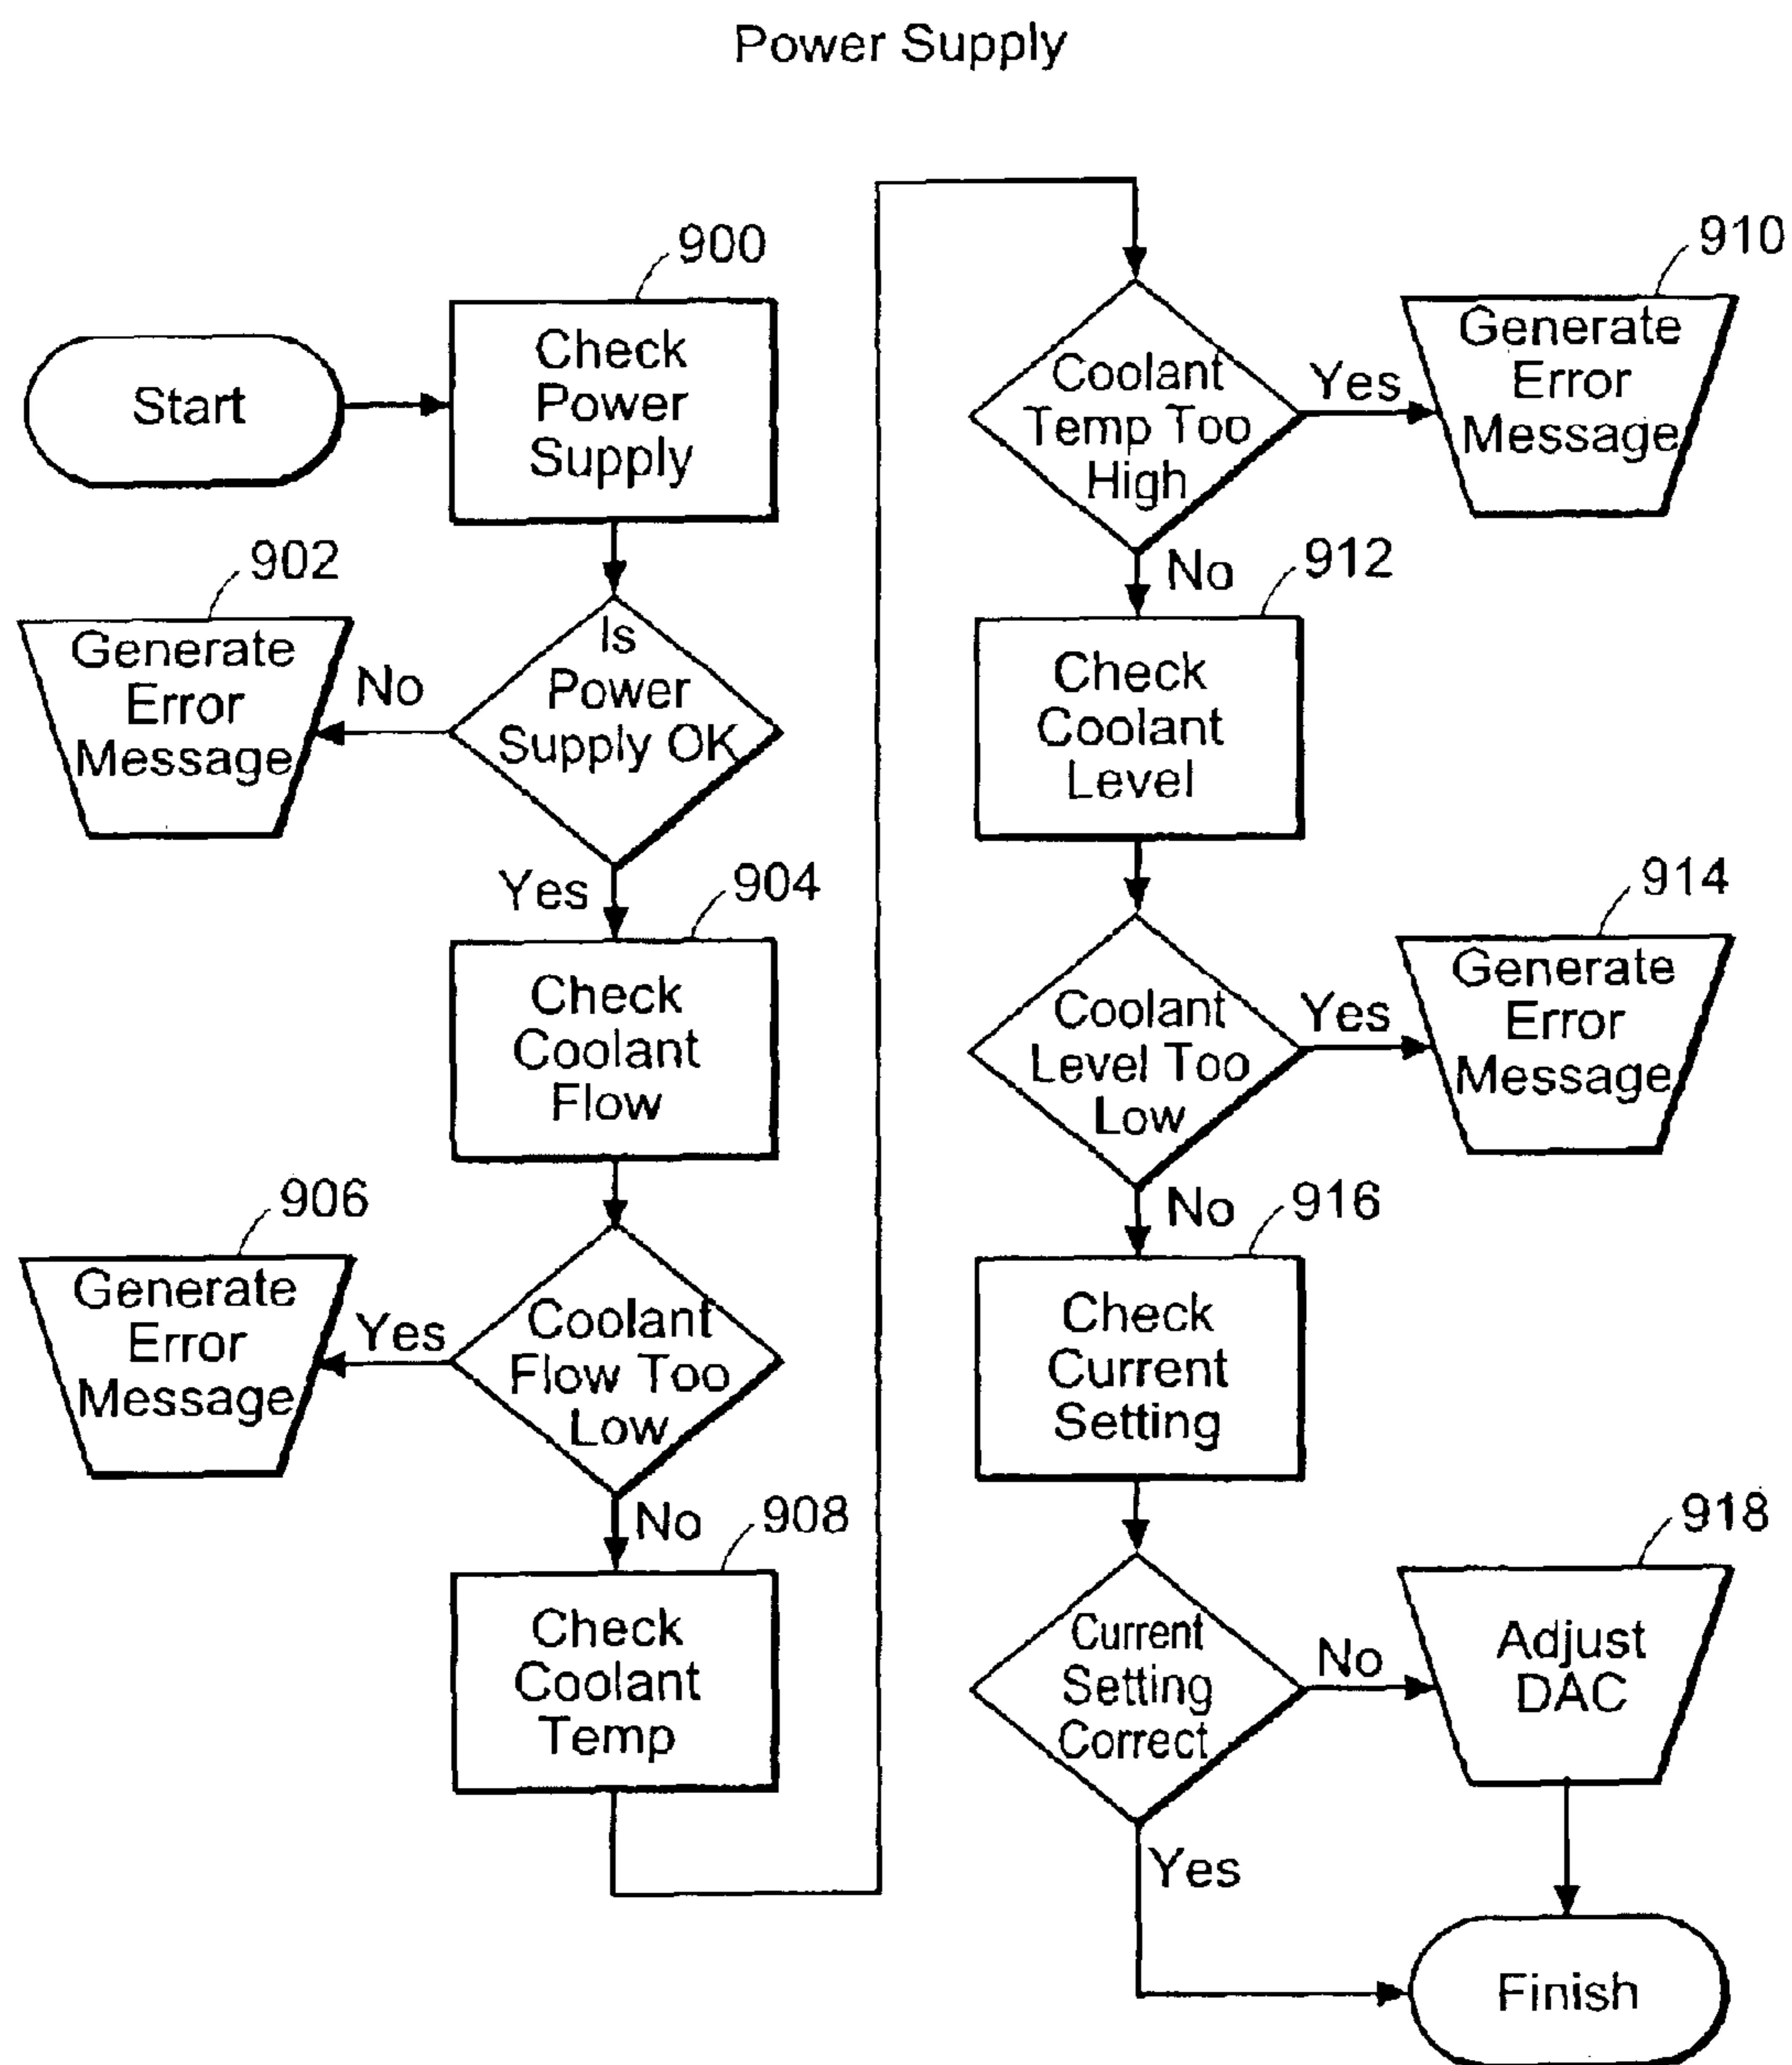 Power Supply
Start
900
Check
Power
Supply
902
Generate
Error
Message
No
Is
Power
Supply OK
Yes
904
Check
Coolant
Flow
906
Generate
Error
Message
Yes
Coolant
Flow Too
Low
No
908
Check
Coolant
Temp
Coolant
Temp Too
High
Yes
910
Generate
Error
Message
No
912
Check
Coolant
Level
Coolant
Level Too
Low
Yes
914
Generate
Error
Message
No
916
Check
Current
Setting
Current
Setting
Correct
No
918
Adjust
DAC
Yes
Finish